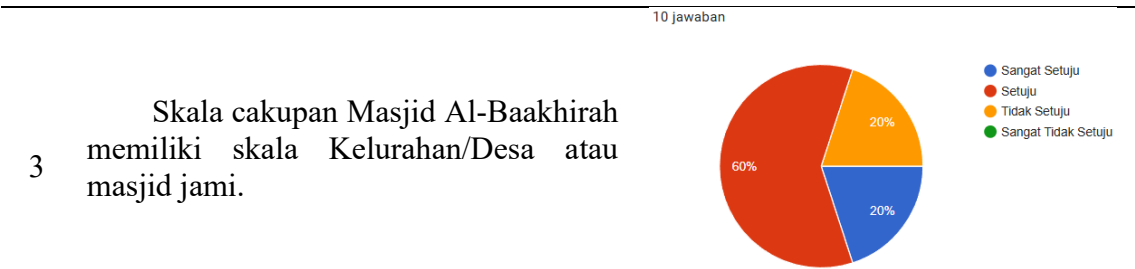 10 jawaban
3
Skala cakupan Masjid Al-Baakhirah
memiliki skala Kelurahan/Desa atau
masjid jami.
60%
20%
20%
Sangat Setuju
Setuju
Tidak Setuju
Sangat Tidak Setuju